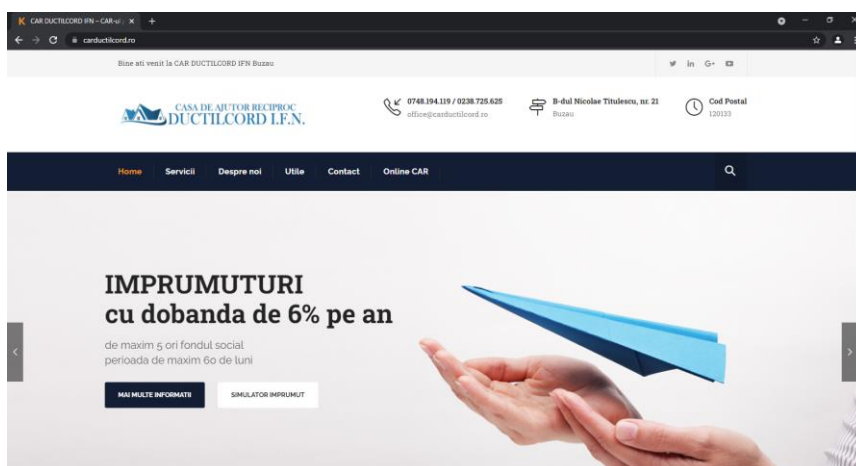 CAR DUCTILCORD IFN – CAR-ul
carductilcord.ro
Bine ati venit la CAR DUCTILCORD IFN Buzau
CASA DE AJUTOR RECIPROC
DUCTILCORD I.F.N.
0748.194.119 / 0238.725.625
office@carductilcord.ro
B-dul Nicolae Titulescu, nr. 21
Buzau
Cod Postal
120133
Home Servicii Despre noi Utile Contact Online CAR
IMPRUMUTURI
cu dobanda de 6% pe an
de maxim 5 ori fondul social
perioada de maxim 60 de luni
MAI MULTE INFORMATII SIMULATOR IMPRUMUT